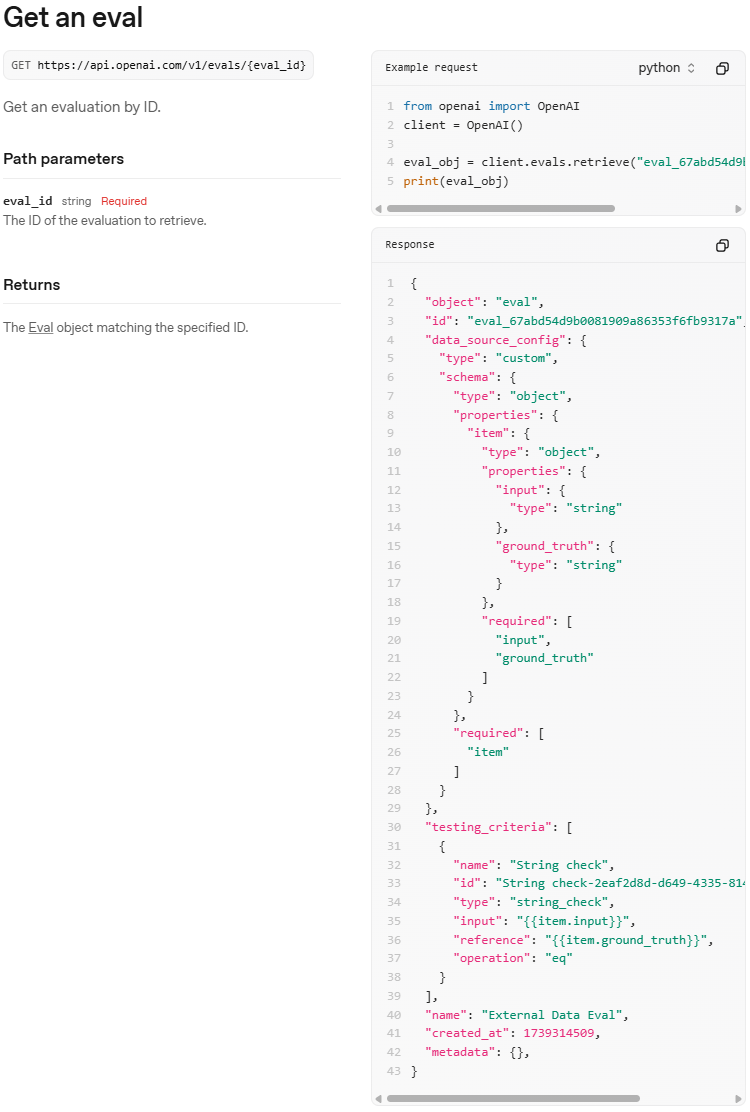 Get an eval
GET https://api.openai.com/v1/evals/{eval_id}
Get an evaluation by ID.
Path parameters
eval_id string Required
The ID of the evaluation to retrieve.
Returns
The Eval object matching the specified ID.
Example request
python
1 from openai import OpenAI
2 client = OpenAI()
3
4 eval_obj = client.evals.retrieve("eval_67abd54d9
5 print(eval_obj)
Response
1 {
2 "object": "eval",
3 "id": "eval_67abd54d9b0081909a86353f6fb9317a"
4 "data_source_config": {
5 "type": "custom",
6 "schema": {
7 "type": "object",
8 "properties": {
9 "item": {
10 "type": "object",
11 "properties": {
12 "input": {
13 "type": "string"
14 },
15 "ground_truth": {
16 "type": "string"
17 }
18 },
19 "required": [
20 "input",
21 "ground_truth"
22 ]
23 }
24 },
25 "required": [
26 "item"
27 ]
28 }
29 },
30 "testing_criteria": [
31 {
32 "name": "String check",
33 "id": "String check-2eaf2d8d-d649-4335-814
34 "type": "string_check",
35 "input": "{{item.input}}",
36 "reference": "{{item.ground_truth}}",
37 "operation": "eq"
38 }
39 ],
40 "name": "External Data Eval",
41 "created_at": 1739314509,
42 "metadata": {},
43 }